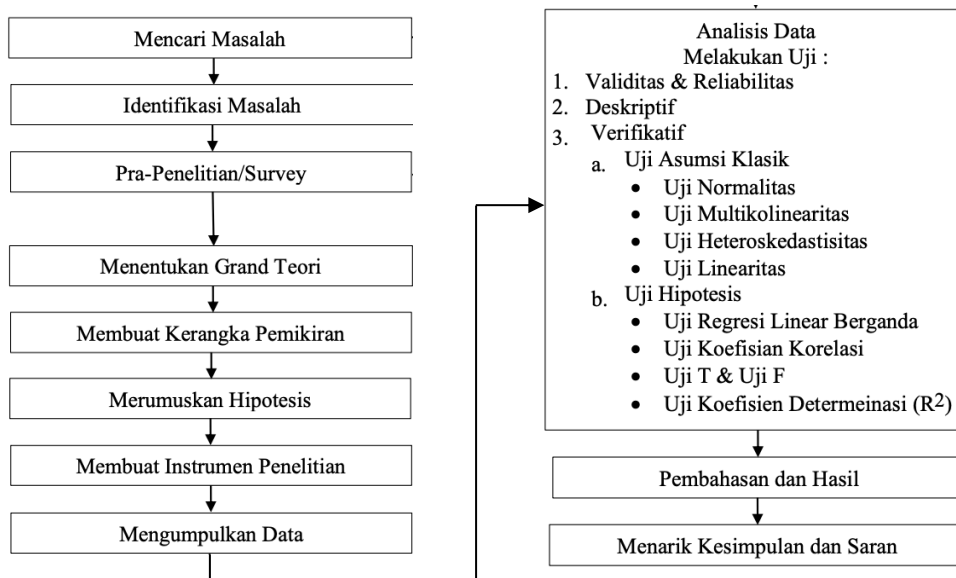 Mencari Masalah
Identifikasi Masalah
Pra-Penelitian/Survey
Menentukan Grand Teori
Membuat Kerangka Pemikiran
Merumuskan Hipotesis
Membuat Instrumen Penelitian
Mengumpulkan Data
Analisis Data
Melakukan Uji :
1. Validitas & Reliabilitas
2. Deskriptif
3. Verifikatif
a. Uji Asumsi Klasik
• Uji Normalitas
• Uji Multikolinearitas
• Uji Heteroskedastisitas
• Uji Linearitas
b. Uji Hipotesis
• Uji Regresi Linear Berganda
• Uji Koefisian Korelasi
• Uji T & Uji F
• Uji Koefisien Determeinasi (R²)
Pembahasan dan Hasil
Menarik Kesimpulan dan Saran